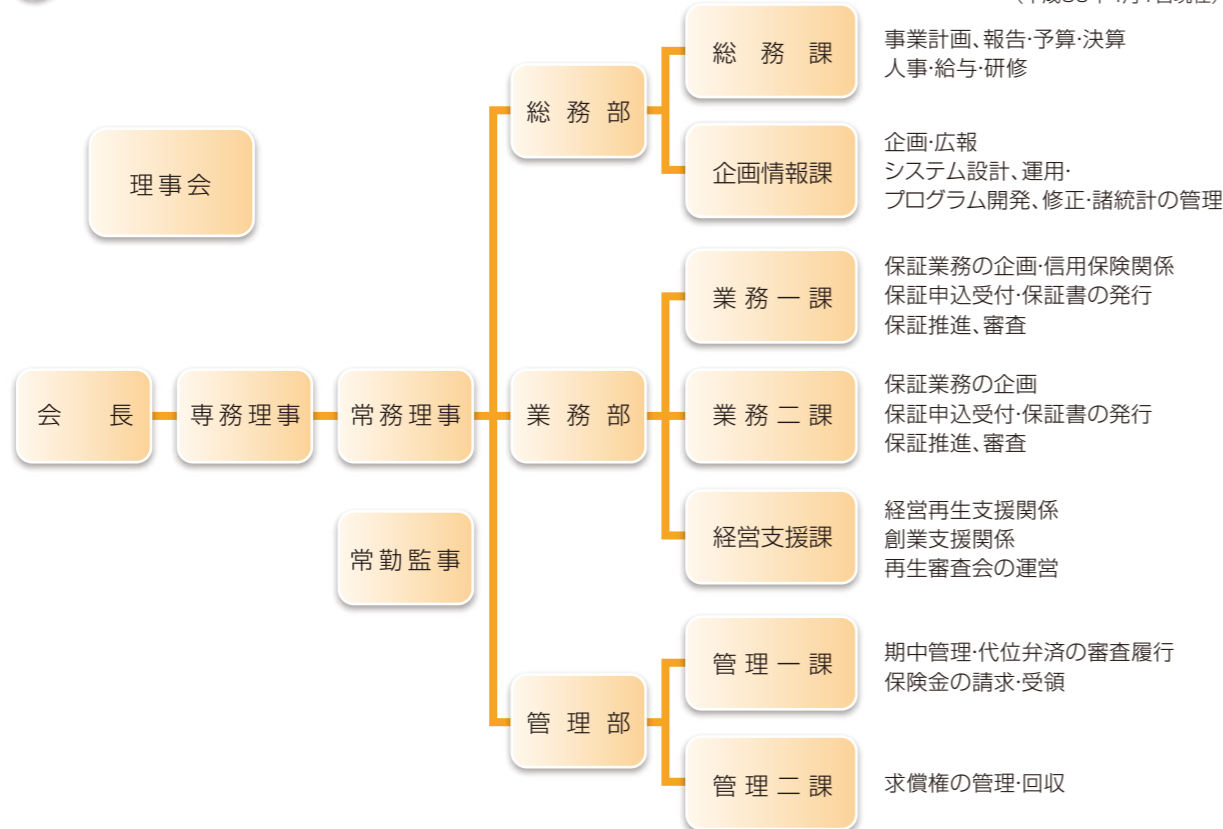 総務課
事業計画、報告・予算・決算
人事・給与・研修
総務部
企画情報課
企画・広報
システム設計、運用・
プログラム開発、修正・諸統計の管理
理事会
業務一課
保証業務の企画・信用保険関係
保証申込受付・保証書の発行
保証推進、審査
会長
専務理事
常務理事
業務部
業務二課
保証業務の企画
保証申込受付・保証書の発行
保証推進、審査
常勤監事
経営支援課
経営再生支援関係
創業支援関係
再生審査会の運営
管理部
管理一課
期中管理・代位弁済の審査履行
保険金の請求・受領
管理二課
求償権の管理・回収